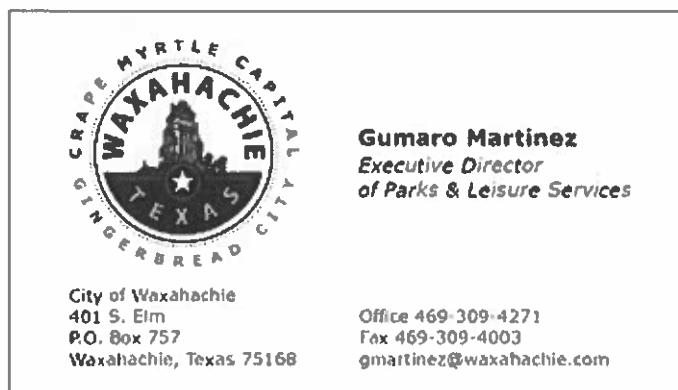 CRAPE MYRTLE CAPITAL
WAXAHACHIE
TEXAS
GINGERBREAD CITY
Gumaro Martinez
Executive Director
of Parks & Leisure Services
City of Waxahachie
401 S. Elm
P.O. Box 757
Waxahachie, Texas 75168
Office 469-309-4271
Fax 469-309-4003
gmartinez@waxahachie.com